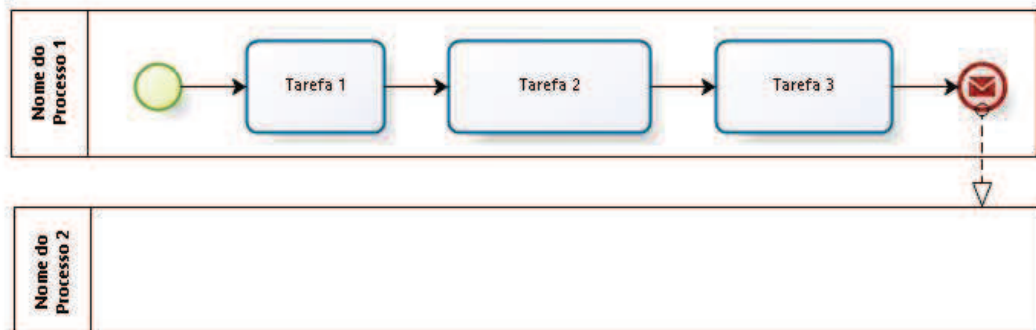 Nome do
Processo 1
Tarefa 1
Tarefa 2
Tarefa 3
Nome do
Processo 2